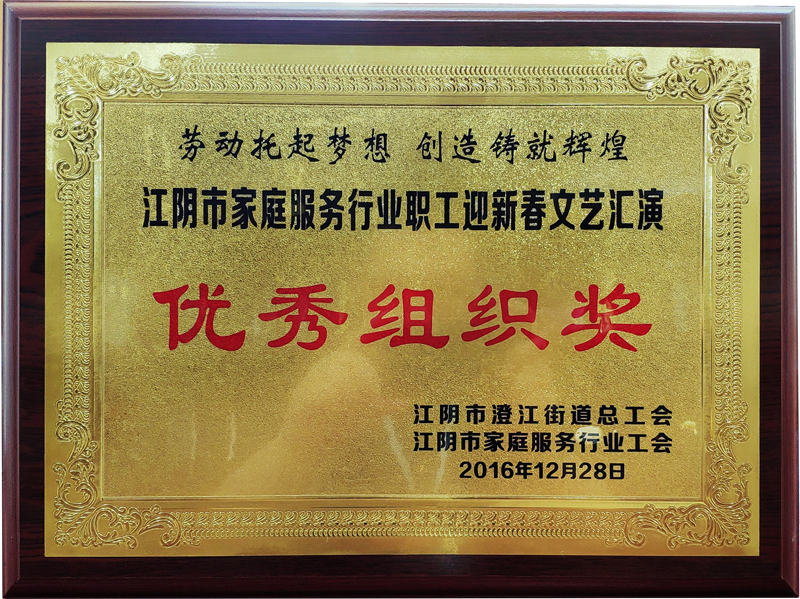 劳动托起梦想 创造铸就辉煌
江阴市家庭服务行业职工迎新春文艺汇演
优秀组织奖
江阴市澄江街道总工会
江阴市家庭服务行业工会
2016年12月28日